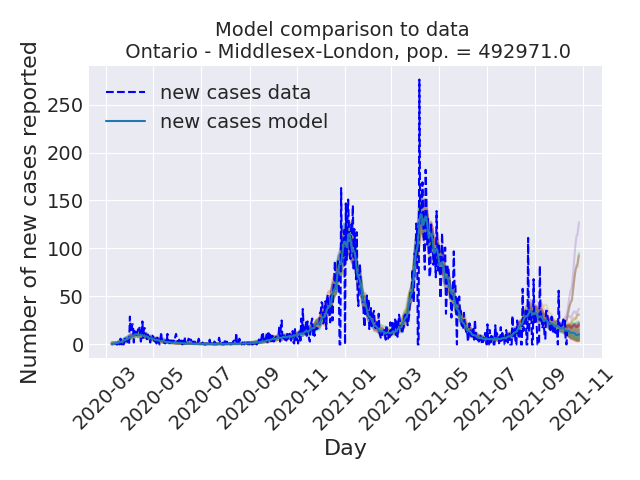 Model comparison to data
Ontario - Middlesex-London, pop. = 492971.0
Number of new cases reported
250
200
150
100
50
0
new cases data
new cases model
2020-03
2020-05
2020-07
2020-09
2020-11
2021-01
2021-03
2021-05
2021-07
2021-09
2021-11
Day